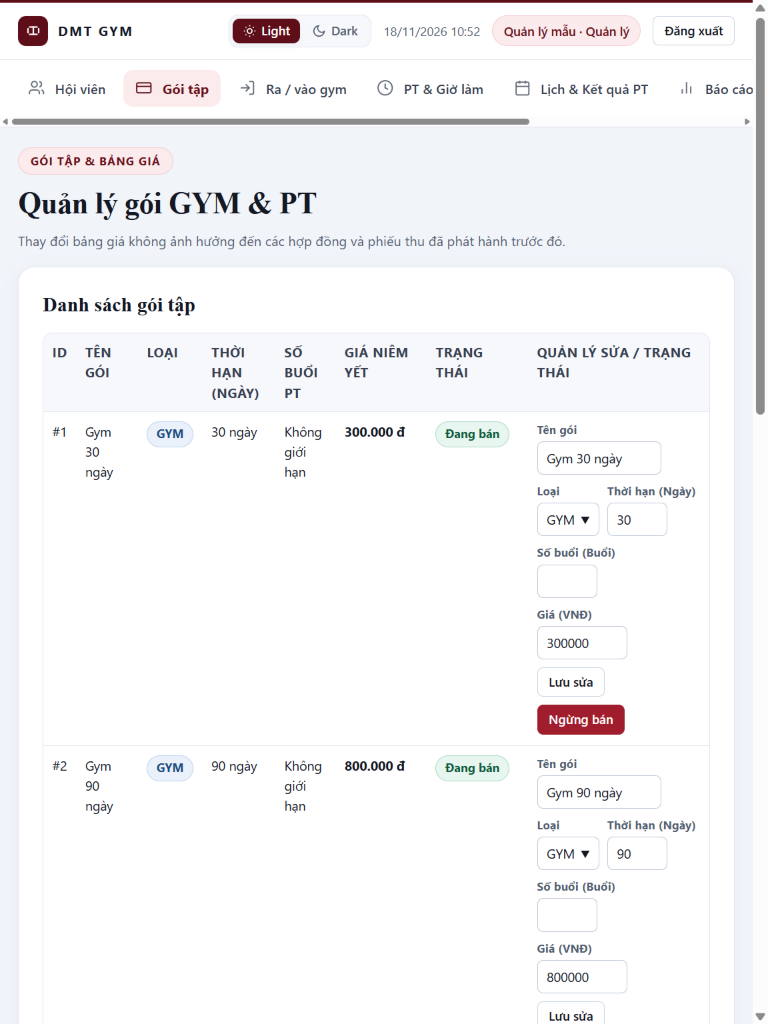 DMT GYM
Light
Dark
18/11/2026 10:52
Quản lý mẫu · Quản lý
Đăng xuất
Hội viên
Gói tập
Ra / vào gym
PT & Giờ làm
Lịch & Kết quả PT
Báo cáo
GÓI TẬP & BẢNG GIÁ
Quản lý gói GYM & PT
Thay đổi bảng giá không ảnh hưởng đến các hợp đồng và phiếu thu đã phát hành trước đó.
Danh sách gói tập
ID
TÊN GÓI
LOẠI
THỜI HẠN (NGÀY)
SỐ BUỔI PT
GIÁ NIÊM YẾT
TRẠNG THÁI
QUẢN LÝ SỬA / TRẠNG THÁI
#1
Gym 30 ngày
GYM
30 ngày
Không giới hạn
300.000 đ
Đang bán
Tên gói
Gym 30 ngày
Loại
Thời hạn (Ngày)
GYM
30
Số buổi (Buổi)
Giá (VNĐ)
300000
Lưu sửa
Ngừng bán
#2
Gym 90 ngày
GYM
90 ngày
Không giới hạn
800.000 đ
Đang bán
Tên gói
Gym 90 ngày
Loại
Thời hạn (Ngày)
GYM
90
Số buổi (Buổi)
Giá (VNĐ)
800000
Lưu sửa